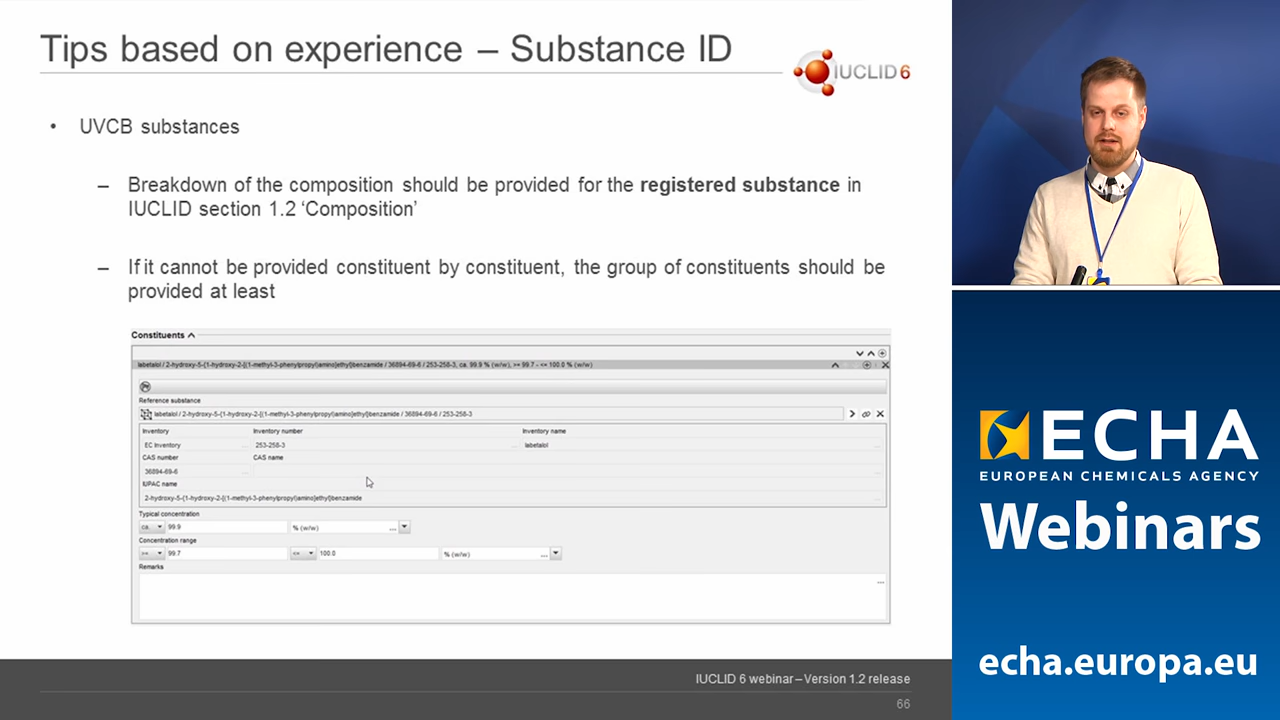 Tips based on experience – Substance ID
IUCLID 6
• UVCB substances
– Breakdown of the composition should be provided for the registered substance in
IUCLID section 1.2 ‘Composition’
– If it cannot be provided constituent by constituent, the group of constituents should be
provided at least
Constituents
labetalol / 2-hydroxy-5-{1-hydroxy-2-[(1-methyl-3-phenylpropyl)amino]ethyl}benzamide / 36894-69-6 / 253-258-3, ca. 99.9 % (w/w), >= 99.7 - <= 100.0 % (w/w)
Reference substance
labetalol / 2-hydroxy-5-{1-hydroxy-2-[(1-methyl-3-phenylpropyl)amino]ethyl}benzamide / 36894-69-6 / 253-258-3
Inventory Inventory number Inventory name
EC Inventory ... 253-258-3 ... labetalol ...
CAS number CAS name
36894-69-6 ... ...
IUPAC name
2-hydroxy-5-{1-hydroxy-2-[(1-methyl-3-phenylpropyl)amino]ethyl}benzamide ...
Typical concentration
ca. 99.9 % (w/w) ...
Concentration range
>= 99.7 <= 100.0 % (w/w) ...
Remarks
...
IUCLID 6 webinar – Version 1.2 release
66
ECHA
EUROPEAN CHEMICALS AGENCY
Webinars
echa.europa.eu